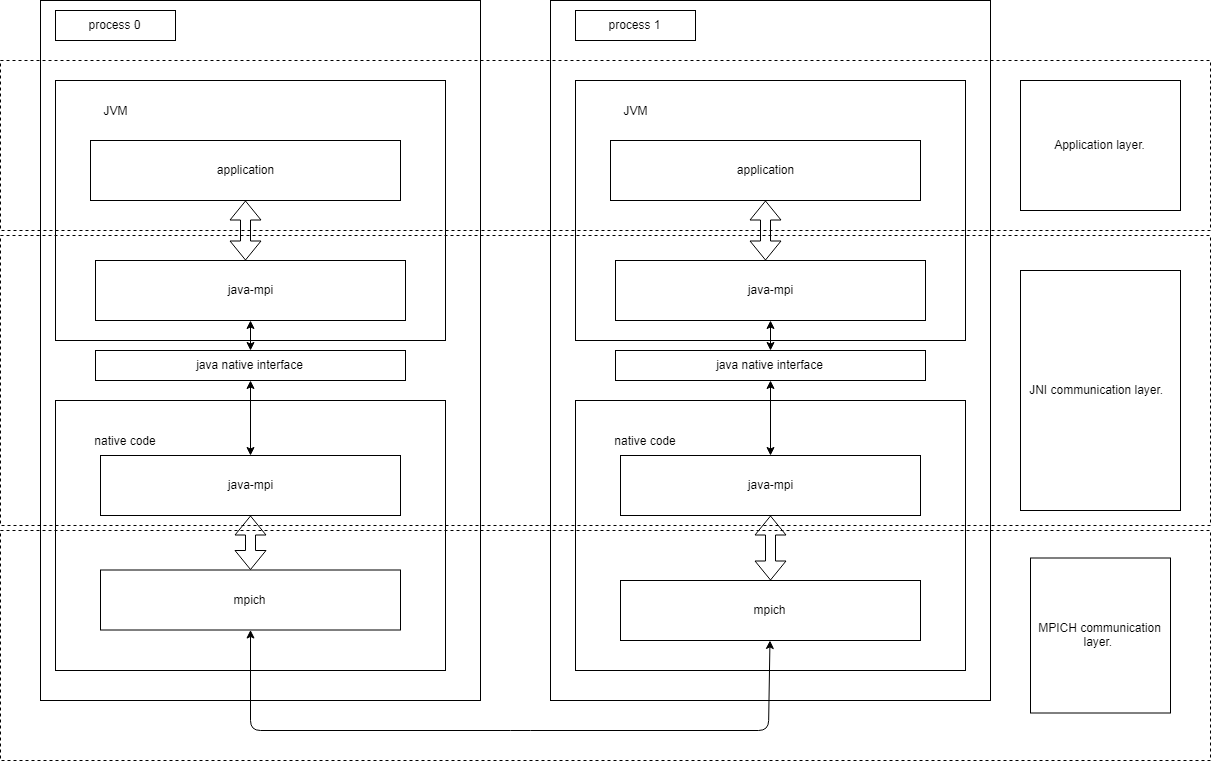 process 0
process 1
JVM
JVM
application
application
Application layer.
java-mpi
java-mpi
java native interface
java native interface
JNI communication layer.
native code
native code
java-mpi
java-mpi
mpich
mpich
MPICH communication
layer.